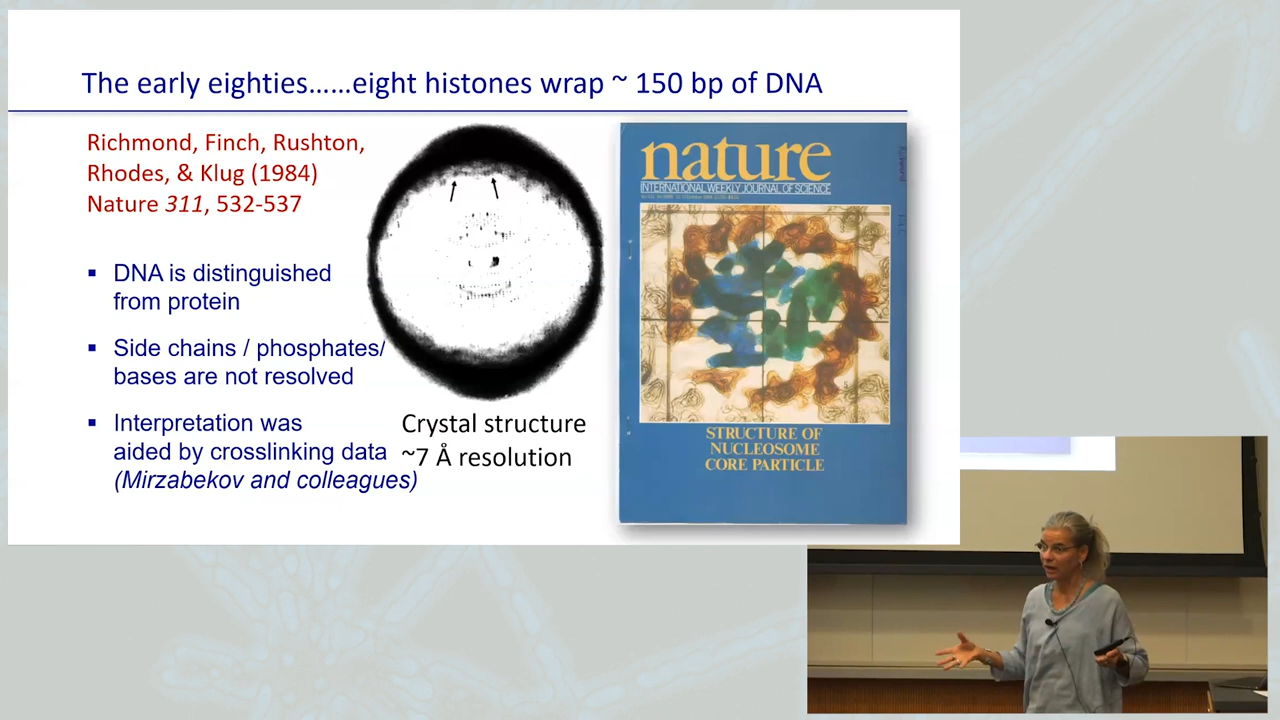 The early eighties......eight histones wrap ~ 150 bp of DNA
Richmond, Finch, Rushton,
Rhodes, & Klug (1984)
Nature 311, 532-537
▪ DNA is distinguished
from protein
▪ Side chains / phosphates/
bases are not resolved
▪ Interpretation was
aided by crosslinking data
(Mirzabekov and colleagues)
Crystal structure
~7 Å resolution
nature
INTERNATIONAL WEEKLY JOURNAL OF SCIENCE
STRUCTURE OF
NUCLEOSOME
CORE PARTICLE